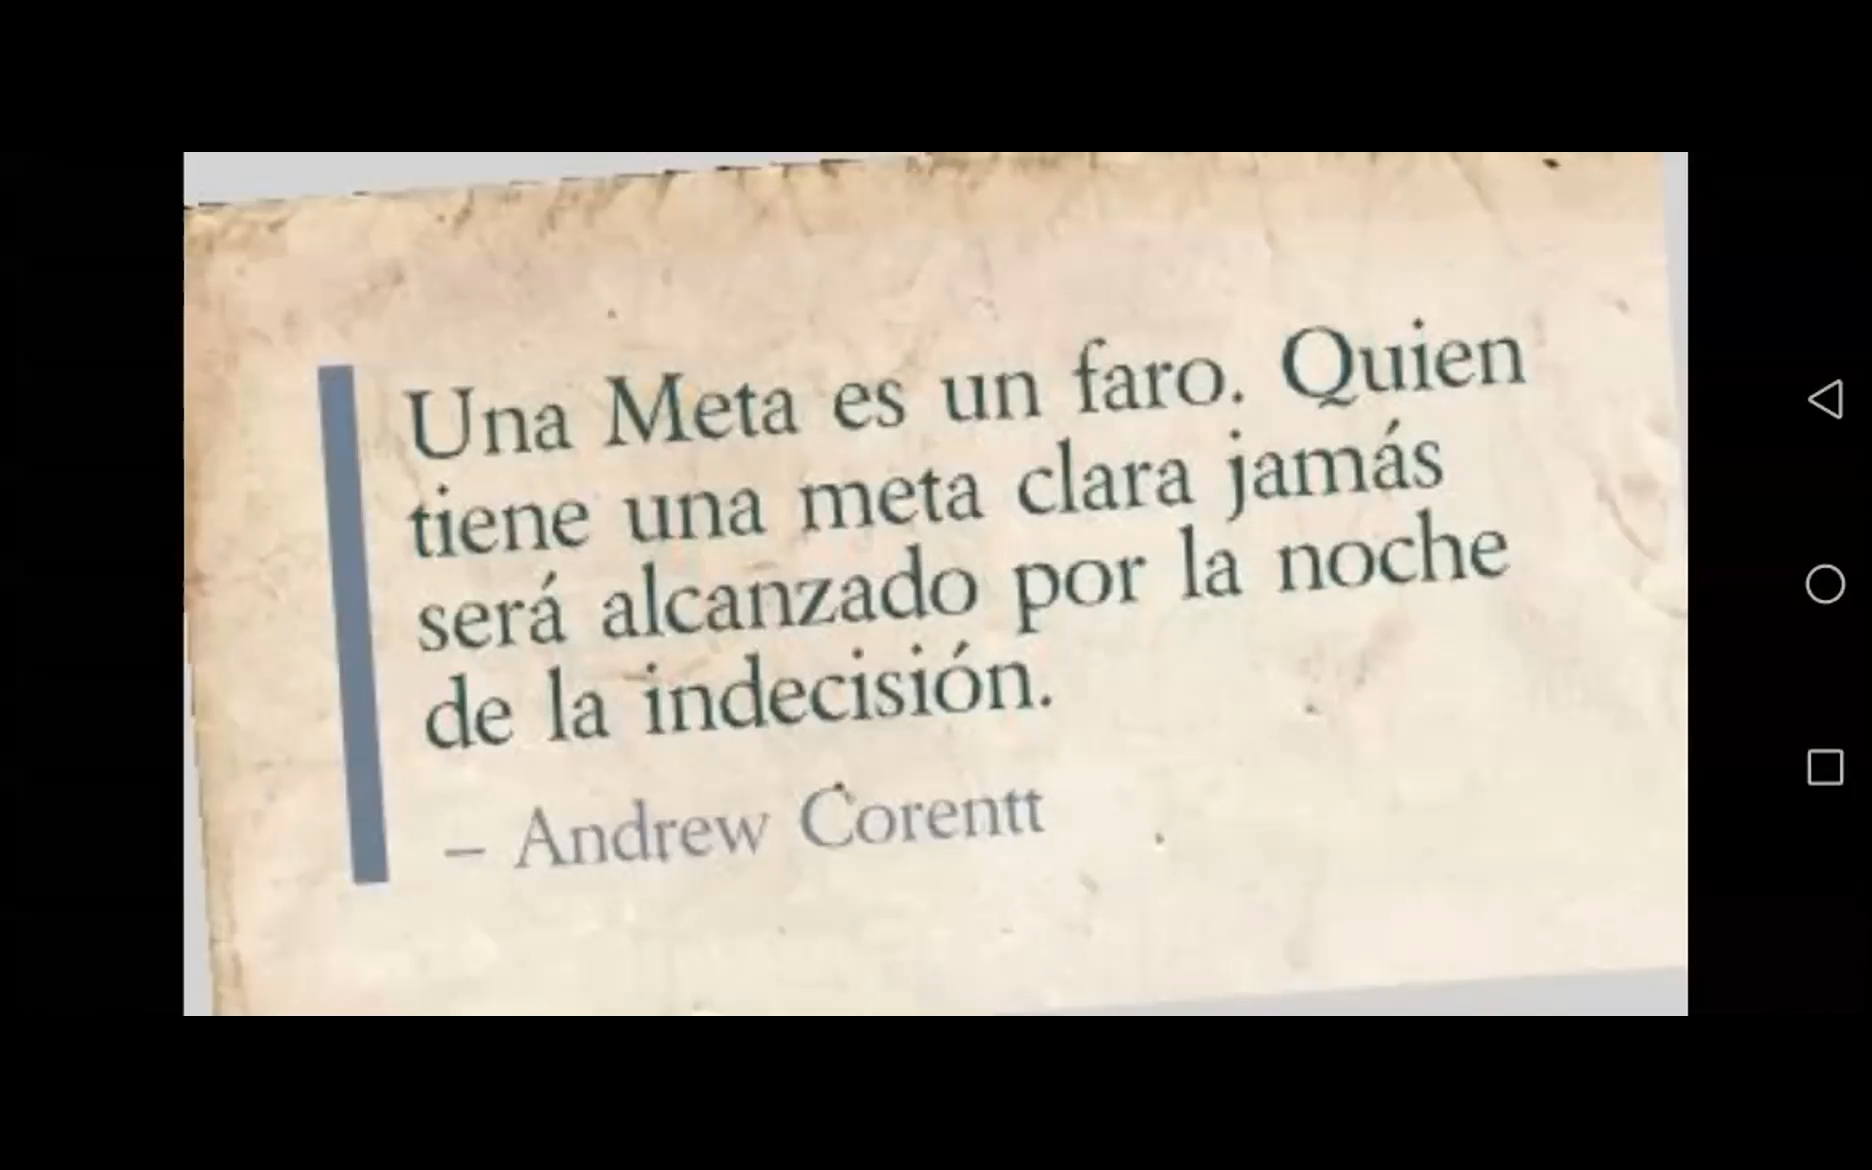 Una Meta es un faro. Quien
tiene una meta clara jamás
será alcanzado por la noche
de la indecisión.
– Andrew Corentt